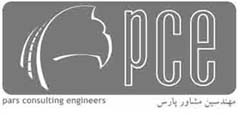 pce
pars consulting engineers
مهندسین مشاور پارس